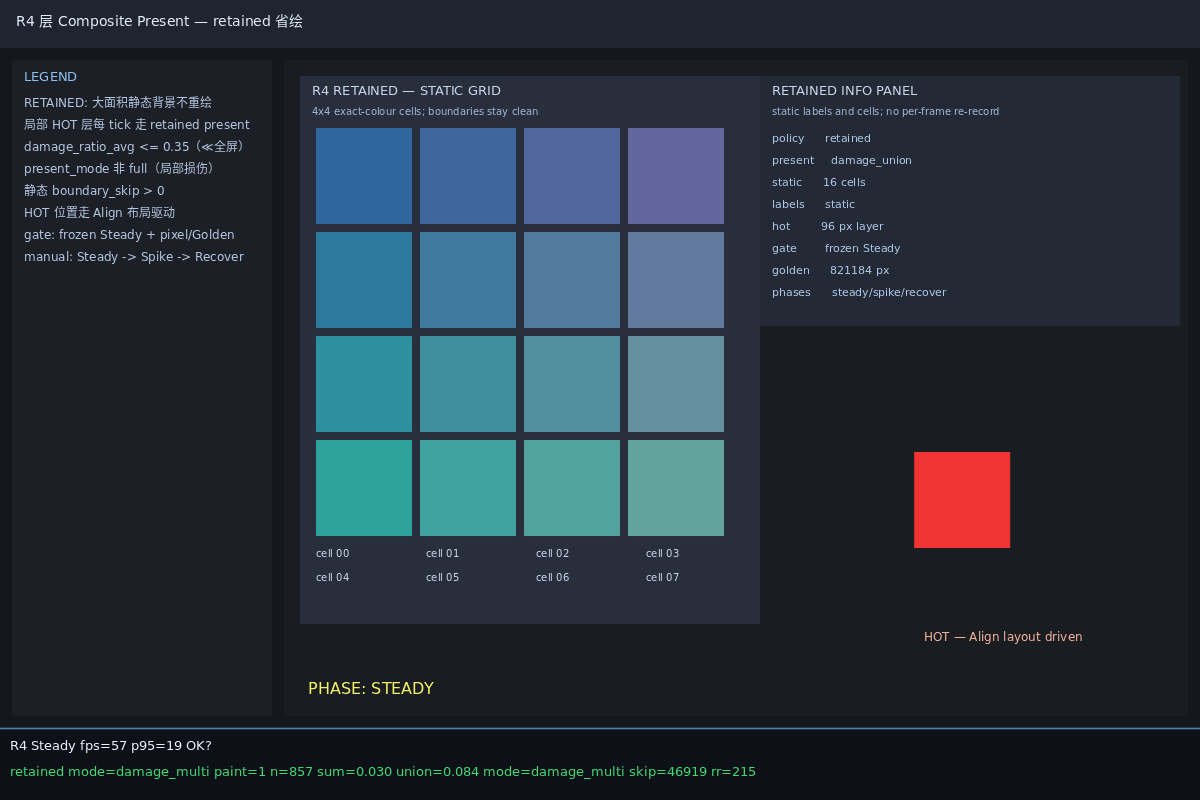 R4 层 Composite Present — retained 省绘
LEGEND
RETAINED: 大面积静态背景不重绘
局部 HOT 层每 tick 走 retained present
damage_ratio_avg <= 0.35（≪全屏）
present_mode 非 full（局部损伤）
静态 boundary_skip > 0
HOT 位置走 Align 布局驱动
gate: frozen Steady + pixel/Golden
manual: Steady -> Spike -> Recover
R4 RETAINED — STATIC GRID
4x4 exact-colour cells; boundaries stay clean
cell 00 cell 01 cell 02 cell 03
cell 04 cell 05 cell 06 cell 07
RETAINED INFO PANEL
static labels and cells; no per-frame re-record
policy retained
present damage_union
static 16 cells
labels static
hot 96 px layer
gate frozen Steady
golden 821184 px
phases steady/spike/recover
HOT — Align layout driven
PHASE: STEADY
R4 Steady fps=57 p95=19 OK?
retained mode=damage_multi paint=1 n=857 sum=0.030 union=0.084 mode=damage_multi skip=46919 rr=215